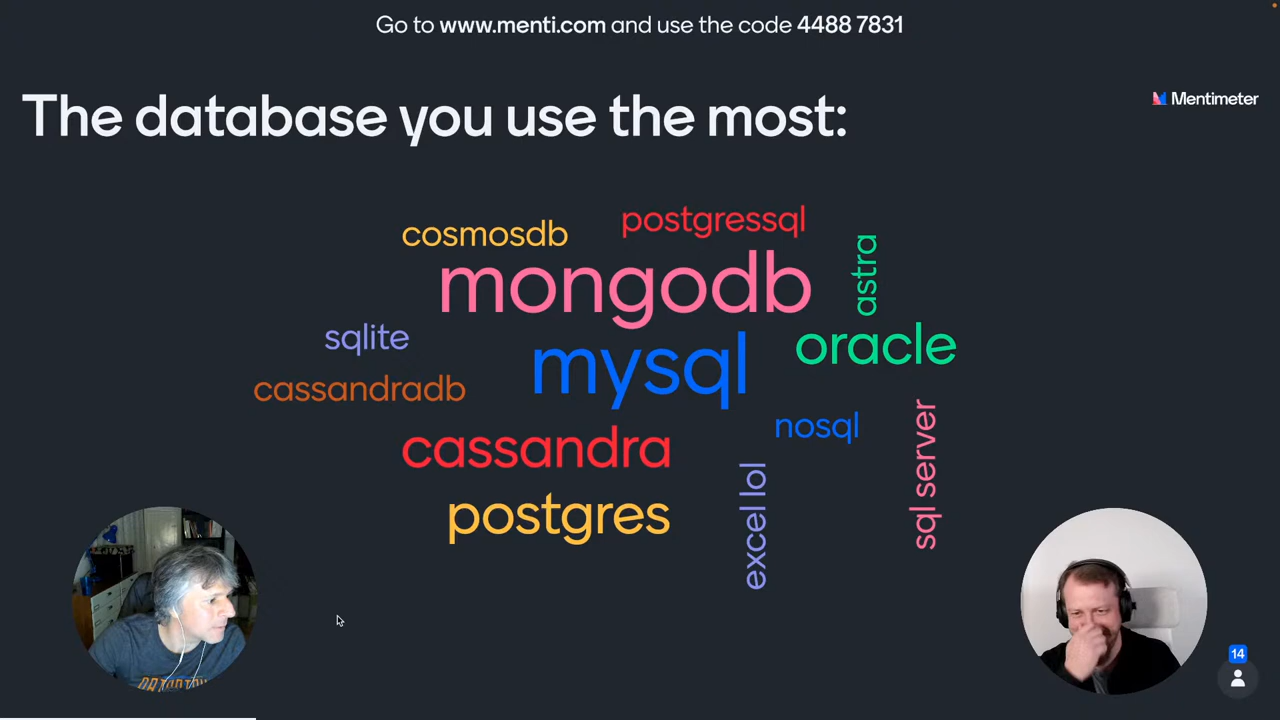 Go to www.menti.com and use the code 4488 7831
The database you use the most:
Mentimeter
cosmosdb
postgressql
mongodb
astra
sqlite
mysql
oracle
cassandradb
nosql
cassandra
sql server
postgres
excel lol
14